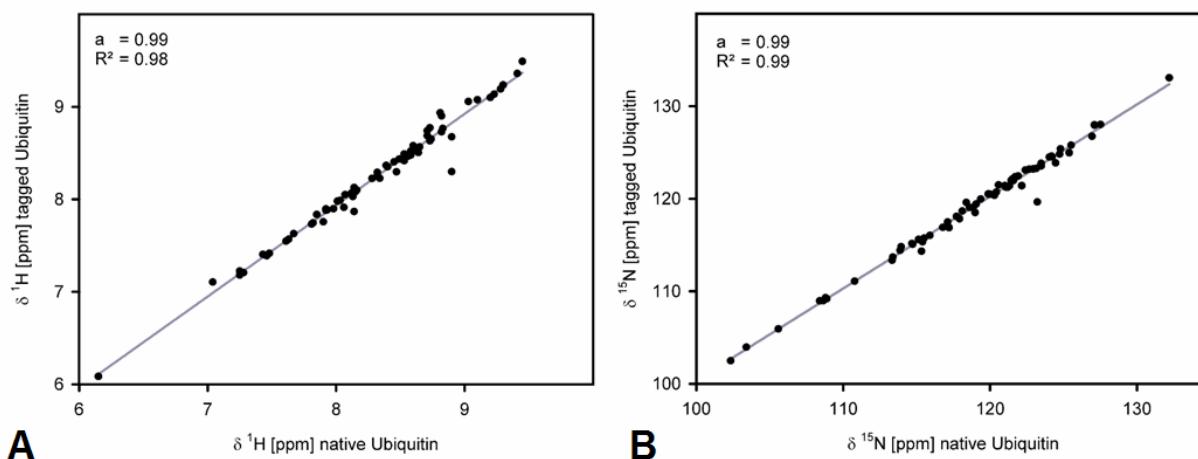 a = 0.99
R² = 0.98
9
8
7
6
δ ¹H [ppm] tagged Ubiquitin
6 7 8 9
δ ¹H [ppm] native Ubiquitin
A
a = 0.99
R² = 0.99
130
120
110
100
δ ¹⁵N [ppm] tagged Ubiquitin
100 110 120 130
δ ¹⁵N [ppm] native Ubiquitin
B